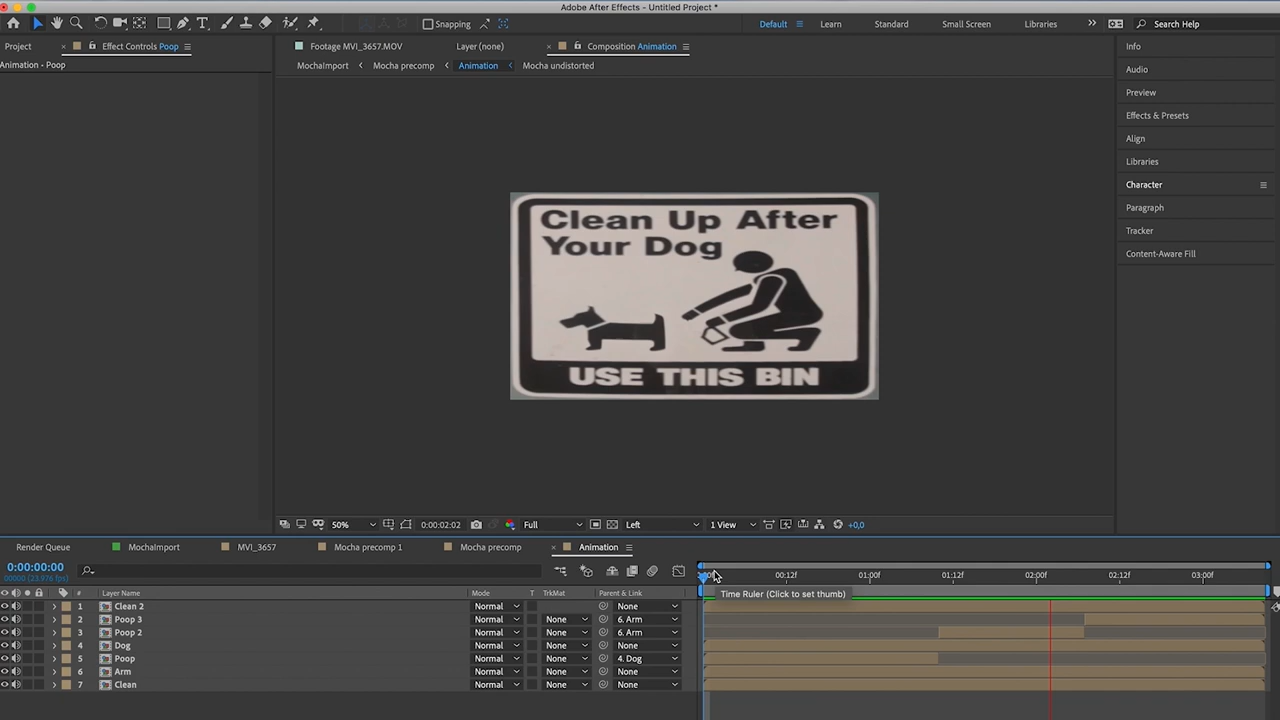 Adobe After Effects - Untitled Project *
Snapping
Default
Learn
Standard
Small Screen
Libraries
Search Help
Project
Effect Controls Poop
Footage MVI_3657.MOV
Layer (none)
Composition Animation
Animation - Poop
MochaImport
Mocha precomp
Animation
Mocha undistorted
Info
Audio
Preview
Effects & Presets
Align
Libraries
Character
Paragraph
Tracker
Content-Aware Fill
Clean Up After
Your Dog
USE THIS BIN
50%
0:00:02:02
Full
Left
1 View
+0,0
Render Queue
MochaImport
MVI_3657
Mocha precomp 1
Mocha precomp
Animation
0:00:00:00
00000 (23.976 fps)
00:12f
01:00f
01:12f
02:00f
02:12f
03:00f
Time Ruler (Click to set thumb)
# Layer Name Mode T TrkMat Parent & Link
1 Clean 2 Normal None
2 Poop 3 Normal None 6. Arm
3 Poop 2 Normal None 6. Arm
4 Dog Normal None None
5 Poop Normal None 4. Dog
6 Arm Normal None None
7 Clean Normal None None